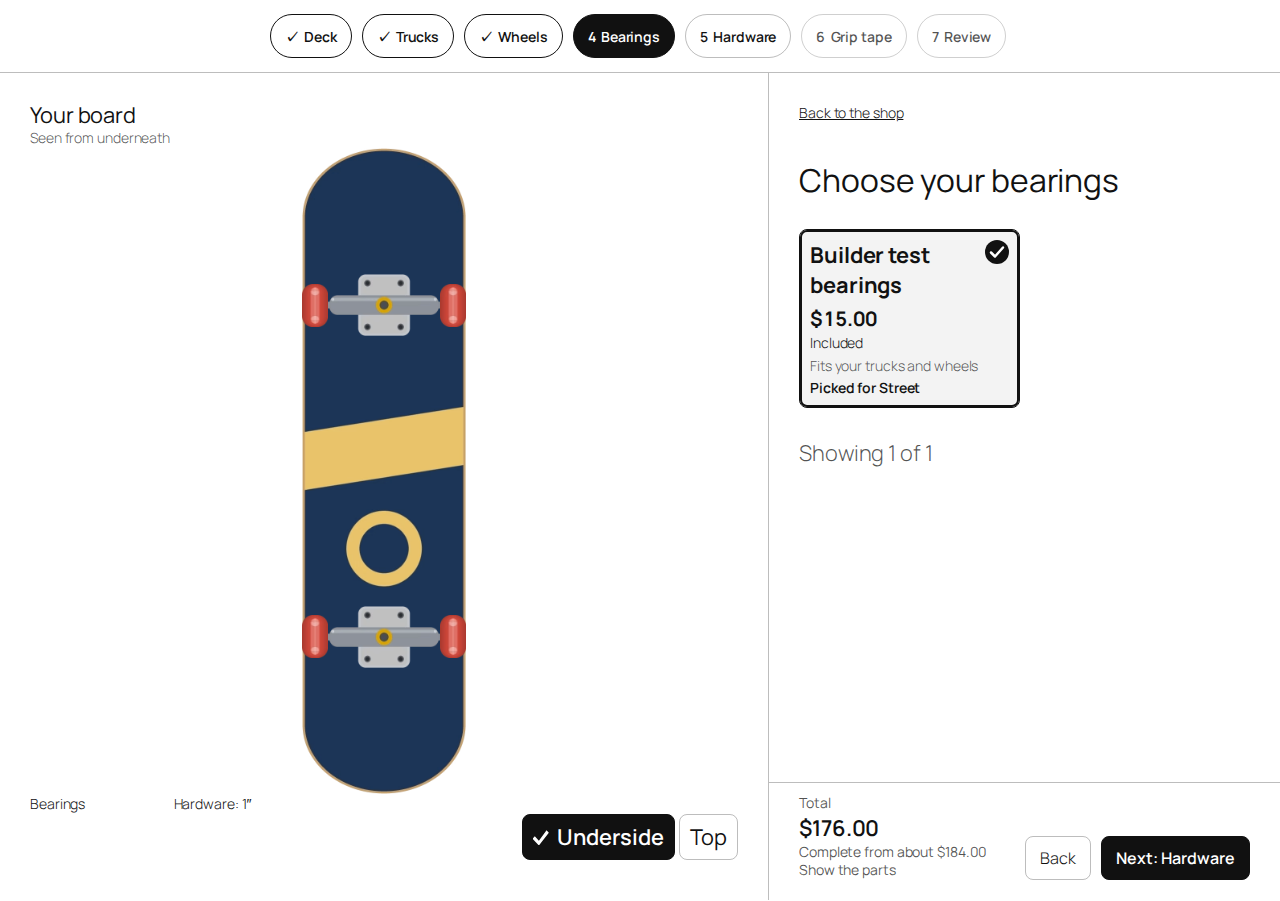 ✓ Deck
✓ Trucks
✓ Wheels
4 Bearings
5 Hardware
6 Grip tape
7 Review
Your board
Seen from underneath
Bearings
Hardware: 1″
✓ Underside
Top
Back to the shop
Choose your bearings
Builder test
bearings
$15.00
Included
Fits your trucks and wheels
Picked for Street
Showing 1 of 1
Total
$176.00
Complete from about $184.00
Show the parts
Back
Next: Hardware